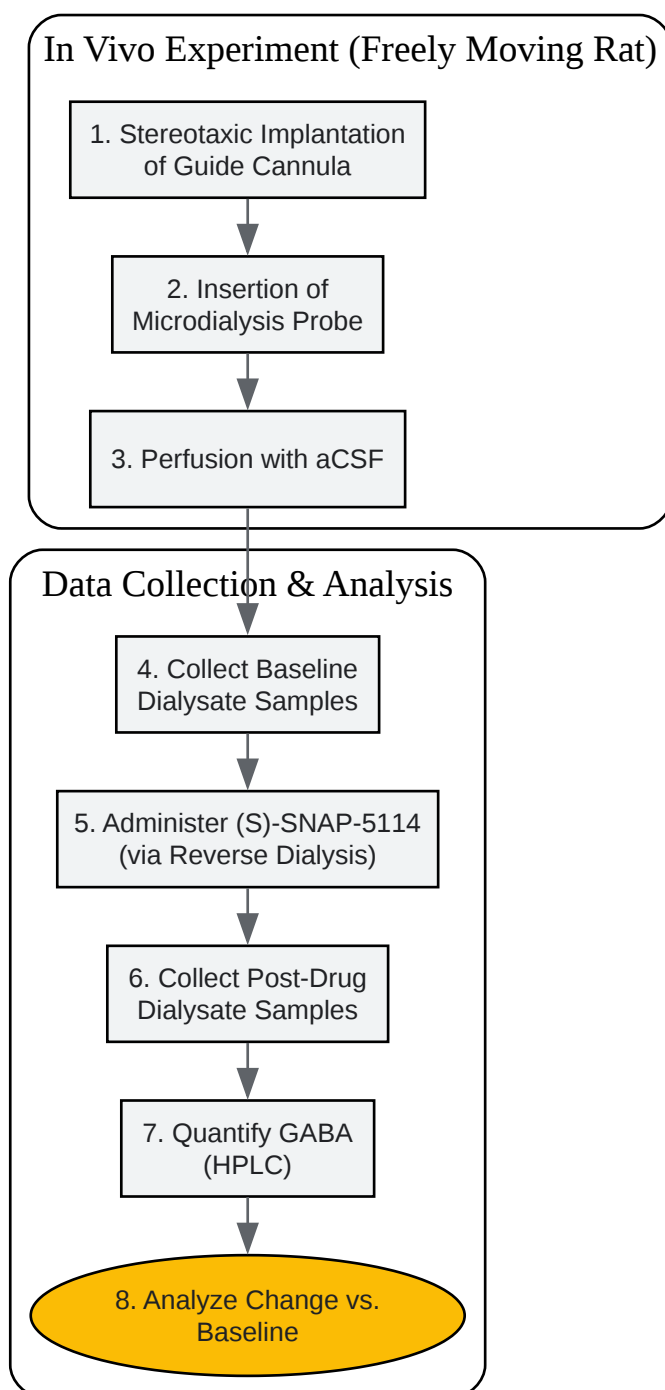 In Vivo Experiment (Freely Moving Rat)
1. Stereotaxic Implantation
of Guide Cannula
2. Insertion of
Microdialysis Probe
3. Perfusion with aCSF
Data Collection & Analysis
4. Collect Baseline
Dialysate Samples
5. Administer (S)-SNAP-5114
(via Reverse Dialysis)
6. Collect Post-Drug
Dialysate Samples
7. Quantify GABA
(HPLC)
8. Analyze Change vs.
Baseline